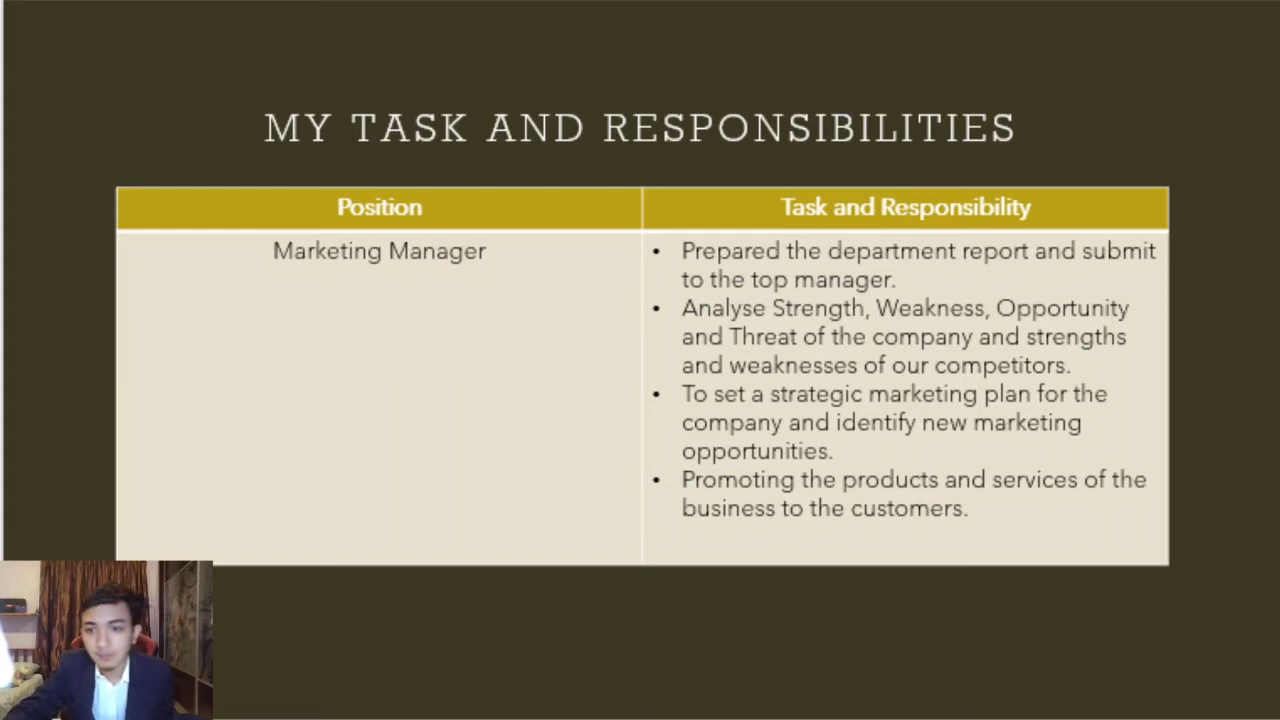 MY TASK AND RESPONSIBILITIES
Position
Task and Responsibility
Marketing Manager
• Prepared the department report and submit
to the top manager.
• Analyse Strength, Weakness, Opportunity
and Threat of the company and strengths
and weaknesses of our competitors.
• To set a strategic marketing plan for the
company and identify new marketing
opportunities.
• Promoting the products and services of the
business to the customers.